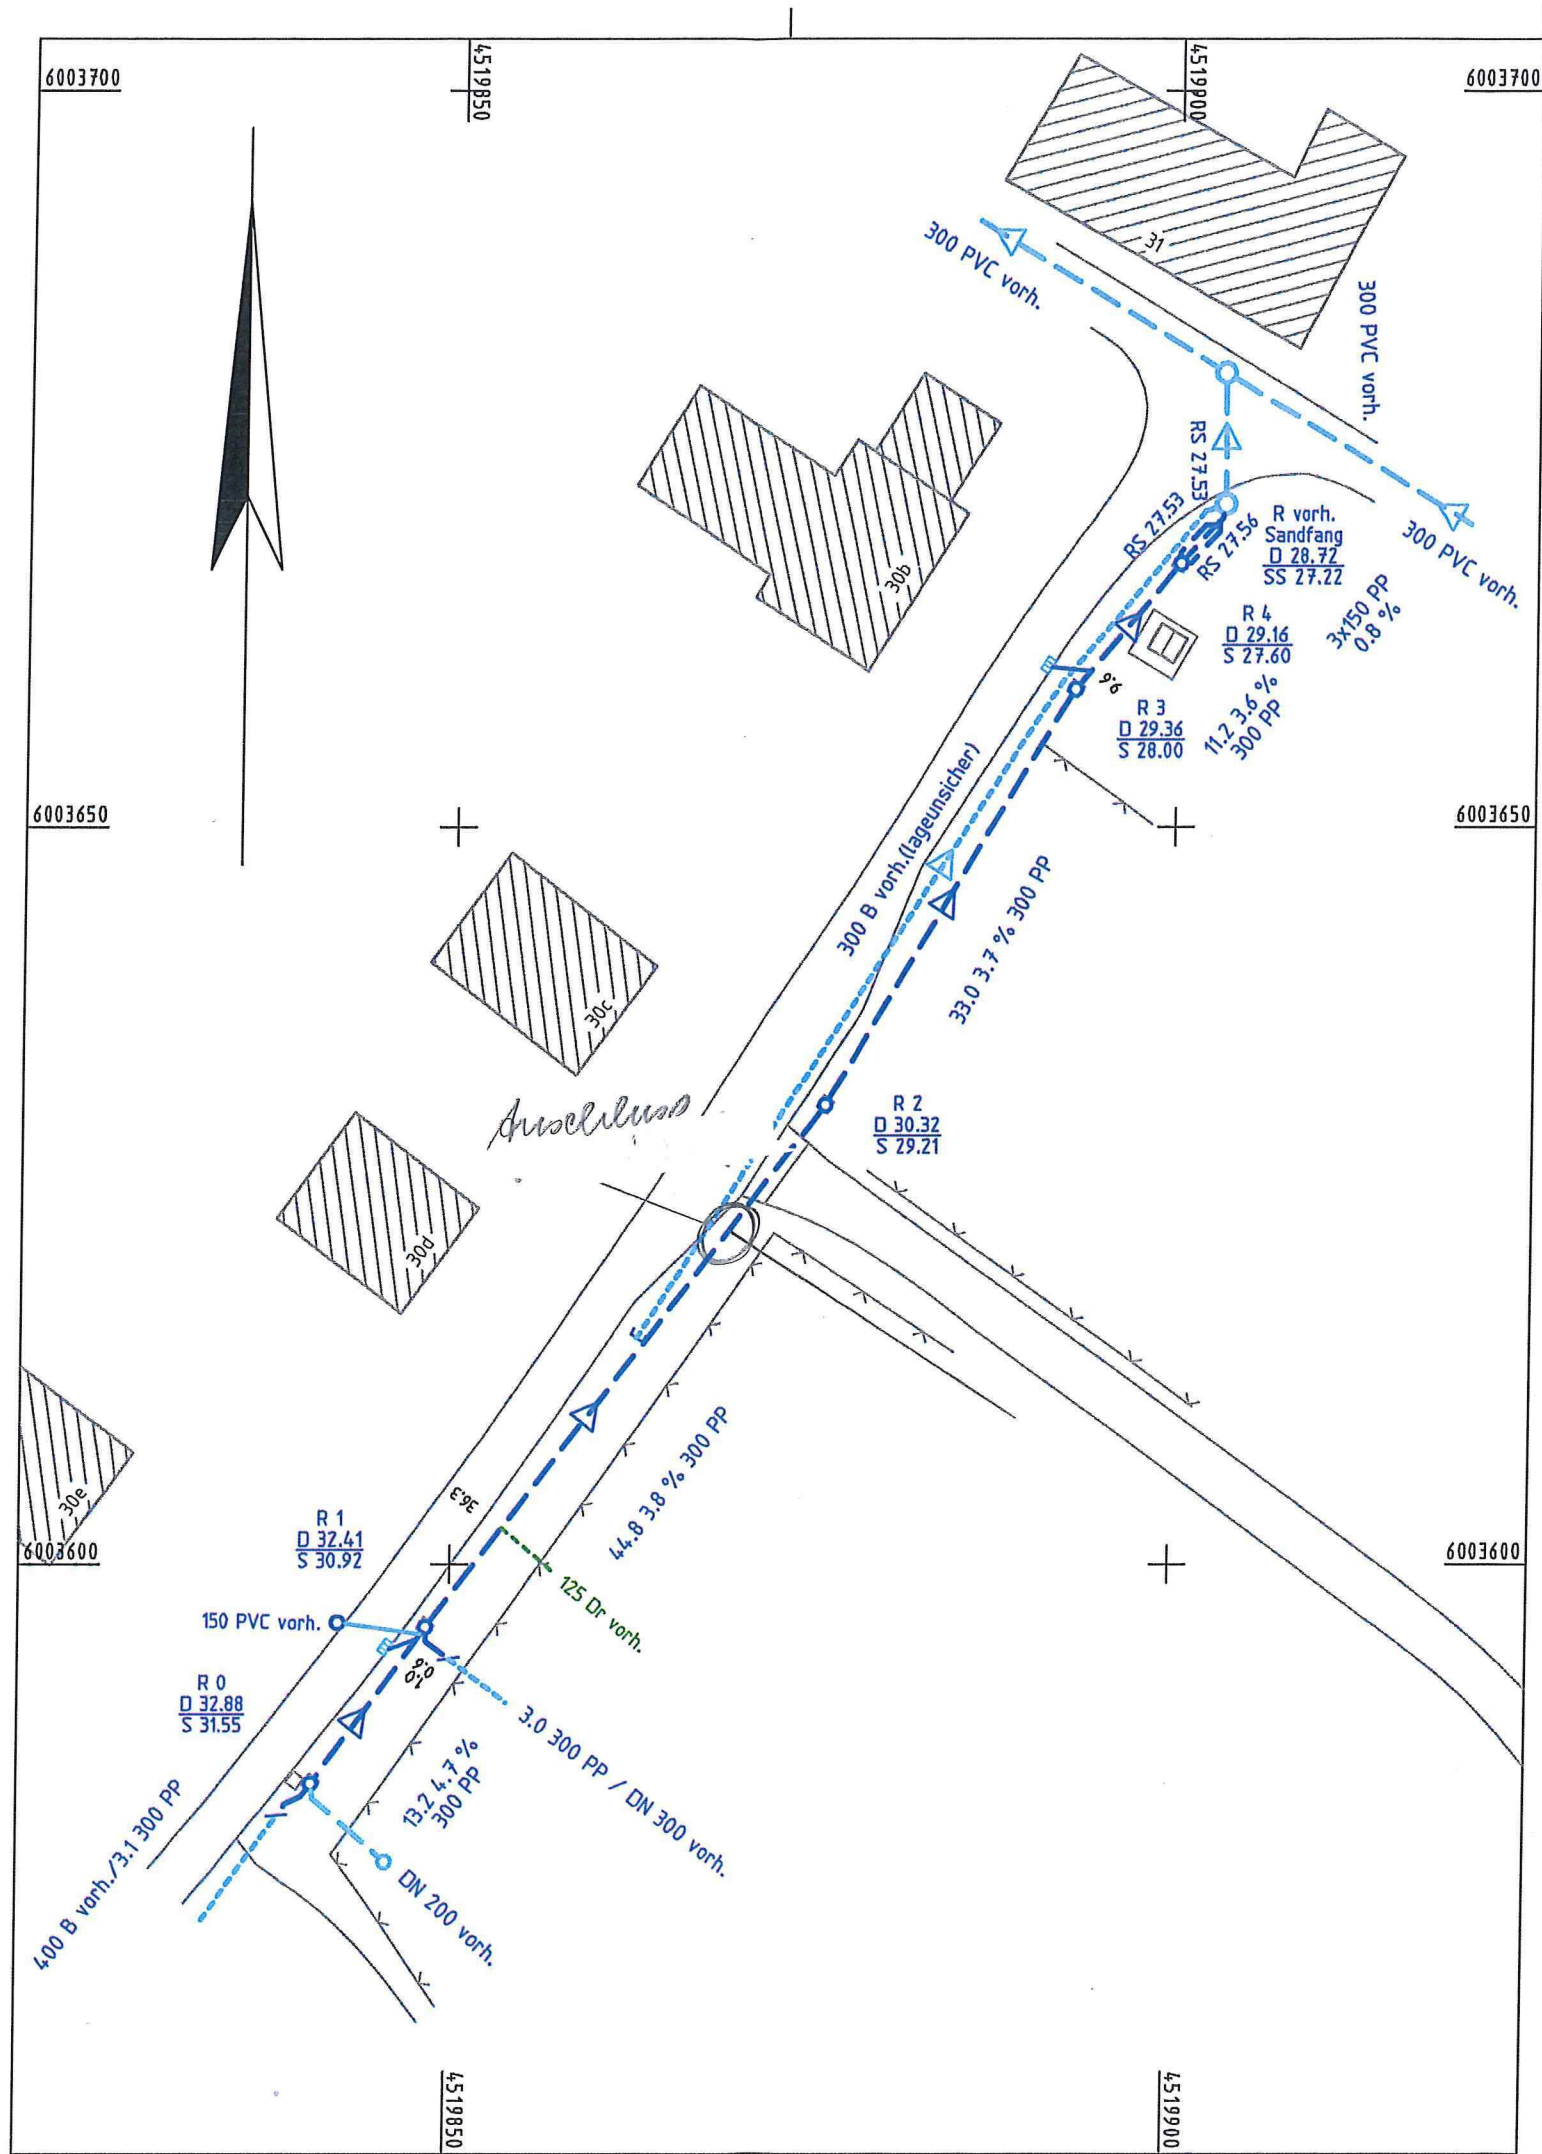 6003700
4519850
4519900
6003700
31
300 PVC vorh.
300 PVC vorh.
RS 27.53
RS 27.53
RS 27.56
R vorh.
Sandfang
D 28.72
SS 27.22
300 PVC vorh.
30b
3x150 PP
0.8 %
R 4
D 29.16
S 27.60
9.6
R 3
D 29.36
S 28.00
11.2 3.6 %
300 PP
6003650
6003650
300 B vorh.(lageunsicher)
33.0 3.7 % 300 PP
30c
Anschluss
R 2
D 30.32
S 29.21
30d
30e
36.3
44.8 3.8 % 300 PP
R 1
D 32.41
S 30.92
6003600
6003600
125 Dr vorh.
150 PVC vorh.
1.0
0.6
R 0
D 32.88
S 31.55
3.0 300 PP / DN 300 vorh.
13.2 4.7 %
300 PP
400 B vorh./3.1 300 PP
DN 200 vorh.
4519850
4519900